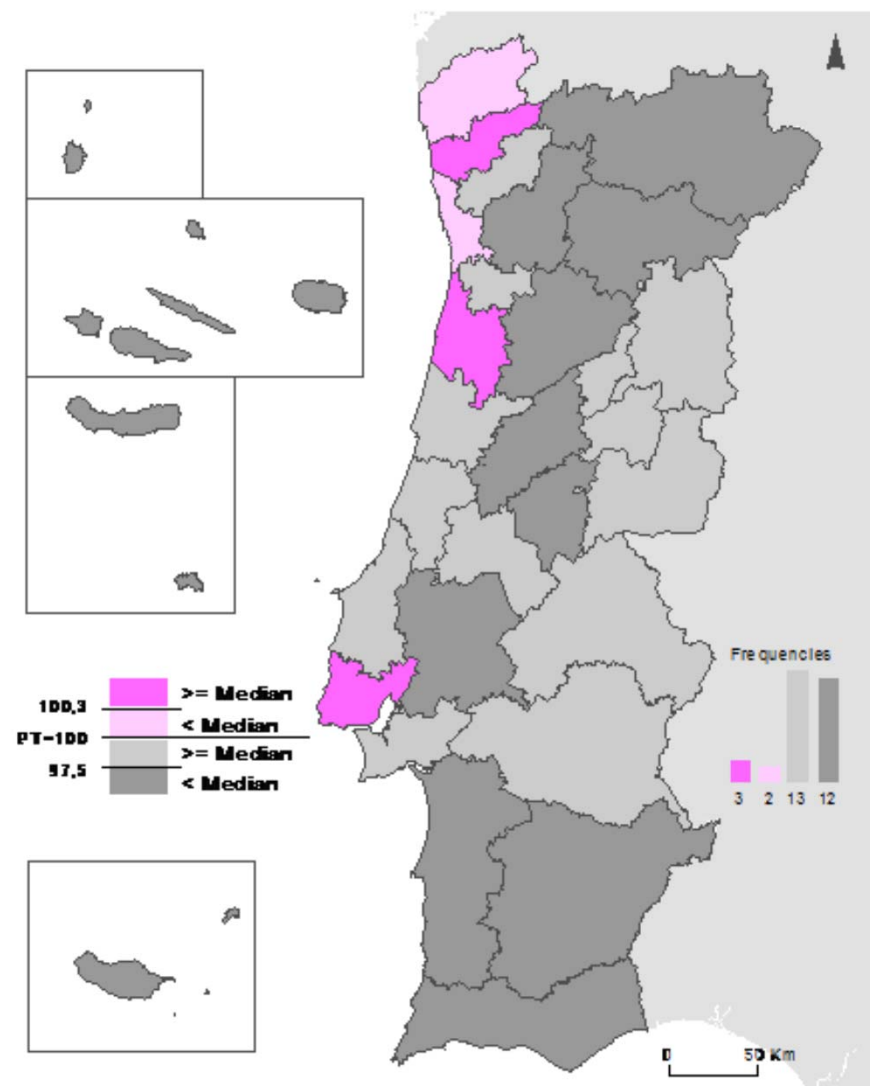 Frequencies
3 2 13 12
>= Median
100,3
< Median
PT=100
>= Median
97,5
< Median
0 50 Km